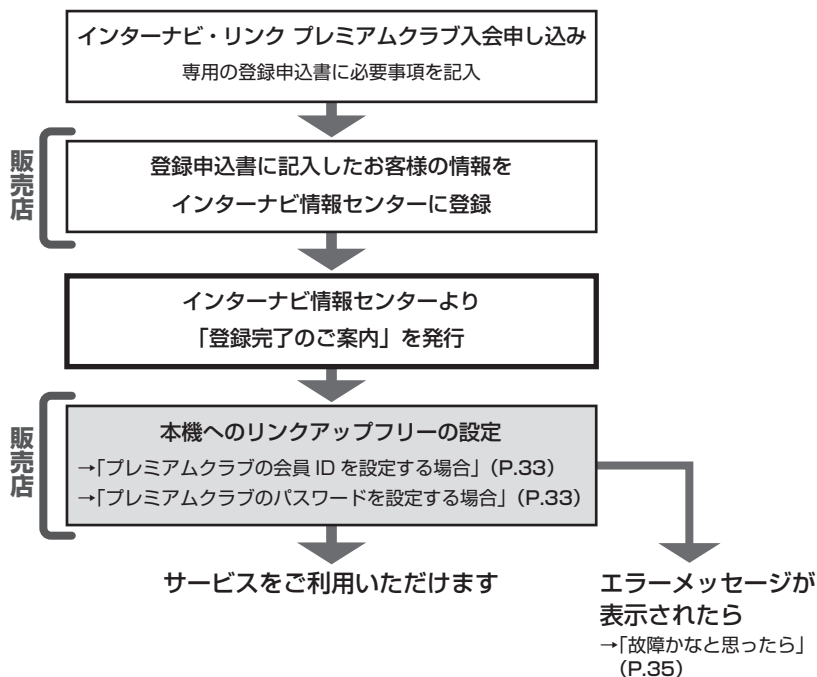 インターナビ・リンク プレミアムクラブ入会申し込み
専用の登録申込書に必要事項を記入
販売店
登録申込書に記入したお客様の情報を
インターナビ情報センターに登録
インターナビ情報センターより
「登録完了のご案内」を発行
販売店
本機へのリンクアップフリーの設定
→「プレミアムクラブの会員 ID を設定する場合」(P.33)
→「プレミアムクラブのパスワードを設定する場合」(P.33)
サービスをご利用いただけます
エラーメッセージが
表示されたら
→「故障かなと思ったら」
(P.35)